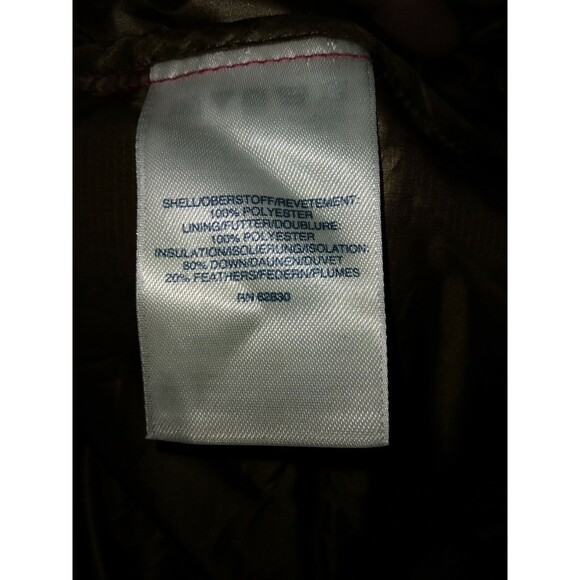 SHELL/OBERSTOFF/REVETEMENT:
100% POLYESTER
LINING/FUTTER/DOUBLURE:
100% POLYESTER
INSULATION/ISOLIERUNG/ISOLATION:
80% DOWN/DAUNEN/DUVET
20% FEATHERS/FEDERN/PLUMES
RN 62830